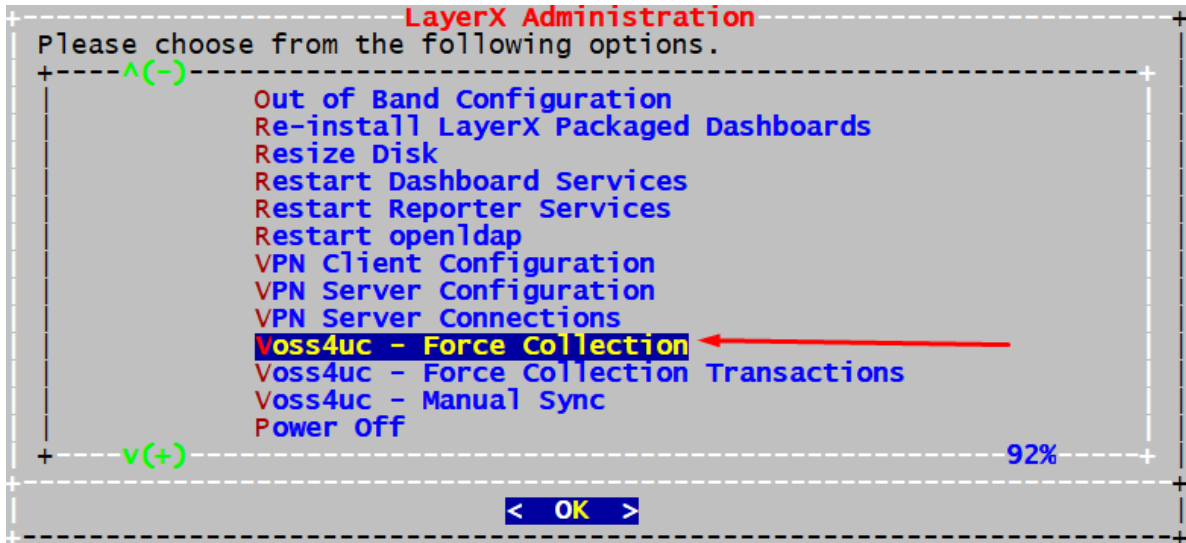 LayerX Administration
Please choose from the following options.
^(-)
Out of Band Configuration
Re-install LayerX Packaged Dashboards
Resize Disk
Restart Dashboard Services
Restart Reporter Services
Restart openldap
VPN Client Configuration
VPN Server Configuration
VPN Server Connections
Voss4uc - Force Collection
Voss4uc - Force Collection Transactions
Voss4uc - Manual Sync
Power Off
v(+) 92%
< OK >